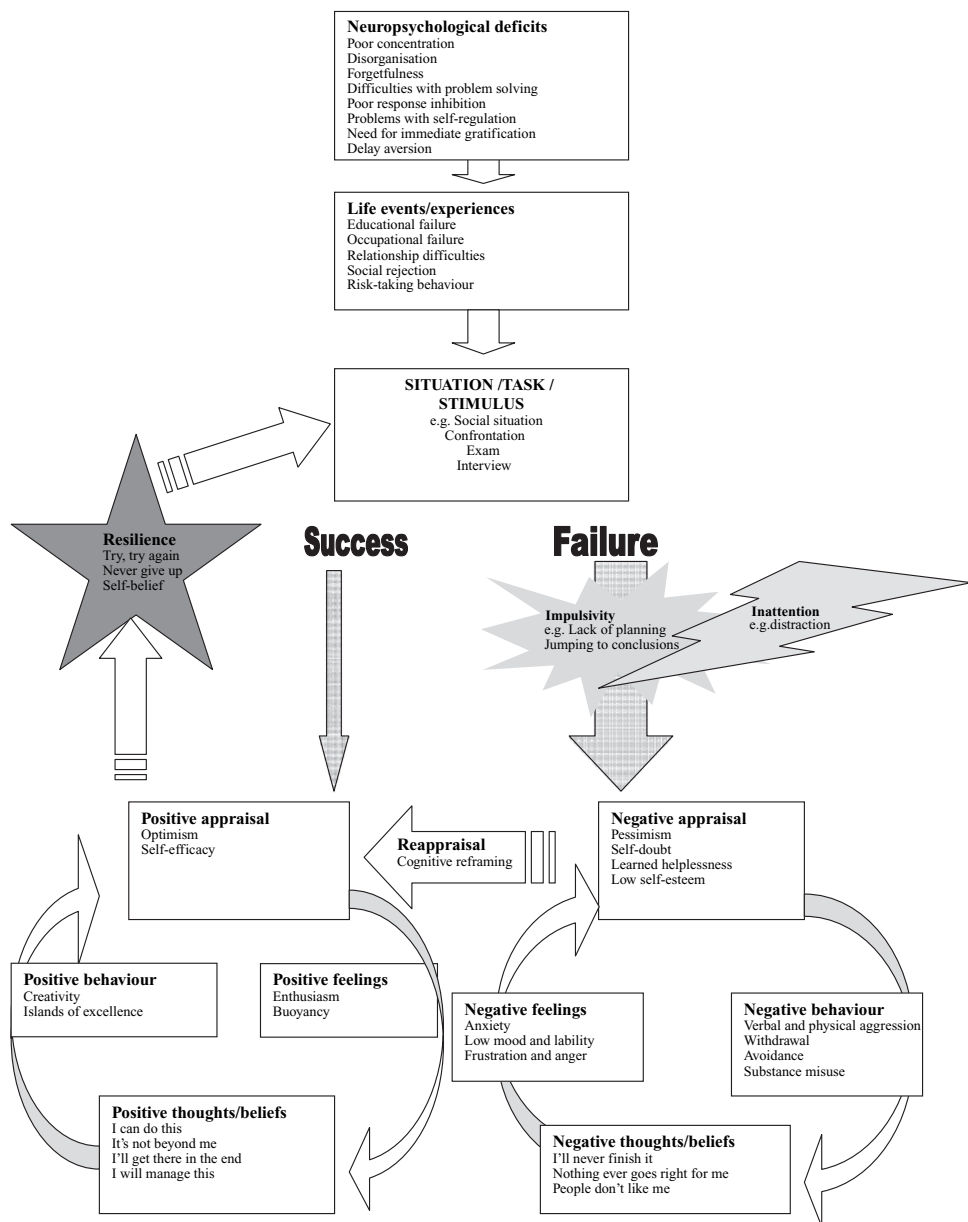 Neuropsychological deficits
Poor concentration
Disorganisation
Forgetfulness
Difficulties with problem solving
Poor response inhibition
Problems with self-regulation
Need for immediate gratification
Delay aversion
Life events/experiences
Educational failure
Occupational failure
Relationship difficulties
Social rejection
Risk-taking behaviour
SITUATION /TASK /
STIMULUS
e.g. Social situation
Confrontation
Exam
Interview
Resilience
Try, try again
Never give up
Self-belief
Success
Failure
Impulsivity
e.g. Lack of planning
Jumping to conclusions
Inattention
e.g.distraction
Positive appraisal
Optimism
Self-efficacy
Reappraisal
Cognitive reframing
Negative appraisal
Pessimism
Self-doubt
Learned helplessness
Low self-esteem
Positive behaviour
Creativity
Islands of excellence
Positive feelings
Enthusiasm
Buoyancy
Negative feelings
Anxiety
Low mood and lability
Frustration and anger
Negative behaviour
Verbal and physical aggression
Withdrawal
Avoidance
Substance misuse
Positive thoughts/beliefs
I can do this
It's not beyond me
I'll get there in the end
I will manage this
Negative thoughts/beliefs
I'll never finish it
Nothing ever goes right for me
People don't like me